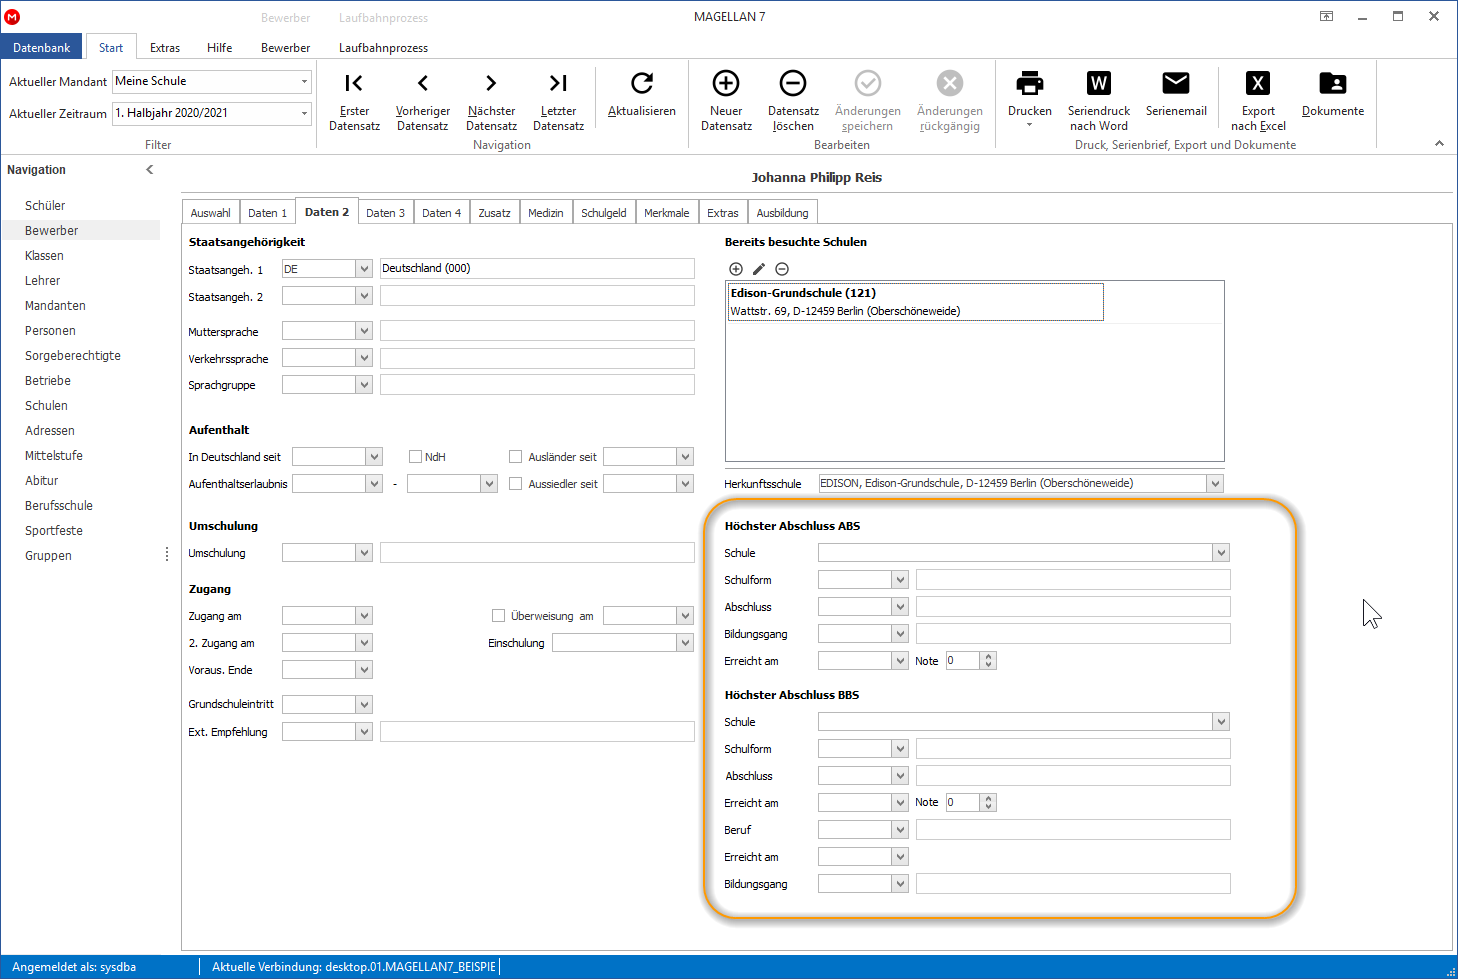 M
Bewerber Laufbahnprozess MAGELLAN 7
Datenbank Start Extras Hilfe Bewerber Laufbahnprozess
Aktueller Mandant Meine Schule
Aktueller Zeitraum 1. Halbjahr 2020/2021
Filter
Erster Datensatz
Vorheriger Datensatz
Nächster Datensatz
Letzter Datensatz
Navigation
Aktualisieren
Neuer Datensatz
Datensatz löschen
Änderungen speichern
Änderungen rückgängig
Bearbeiten
Drucken
W
Seriendruck nach Word
Serienemail
X
Export nach Excel
Dokumente
Druck, Serienbrief, Export und Dokumente
Navigation
Schüler
Bewerber
Klassen
Lehrer
Mandanten
Personen
Sorgeberechtigte
Betriebe
Schulen
Adressen
Mittelstufe
Abitur
Berufsschule
Sportfeste
Gruppen
Johanna Philipp Reis
Auswahl Daten 1 Daten 2 Daten 3 Daten 4 Zusatz Medizin Schulgeld Merkmale Extras Ausbildung
Staatsangehörigkeit
Staatsangeh. 1 DE Deutschland (000)
Staatsangeh. 2
Muttersprache
Verkehrssprache
Sprachgruppe
Aufenthalt
In Deutschland seit NdH Ausländer seit
Aufenthaltserlaubnis - Aussiedler seit
Umschulung
Umschulung
Zugang
Zugang am Überweisung am
2. Zugang am Einschulung
Voraus. Ende
Grundschuleintritt
Ext. Empfehlung
Bereits besuchte Schulen
Edison-Grundschule (121)
Wattstr. 69, D-12459 Berlin (Oberschöneweide)
Herkunftsschule EDISON, Edison-Grundschule, D-12459 Berlin (Oberschöneweide)
Höchster Abschluss ABS
Schule
Schulform
Abschluss
Bildungsgang
Erreicht am Note 0
Höchster Abschluss BBS
Schule
Schulform
Abschluss
Erreicht am Note 0
Beruf
Erreicht am
Bildungsgang
Angemeldet als: sysdba Aktuelle Verbindung: desktop.01.MAGELLAN7_BEISPIE